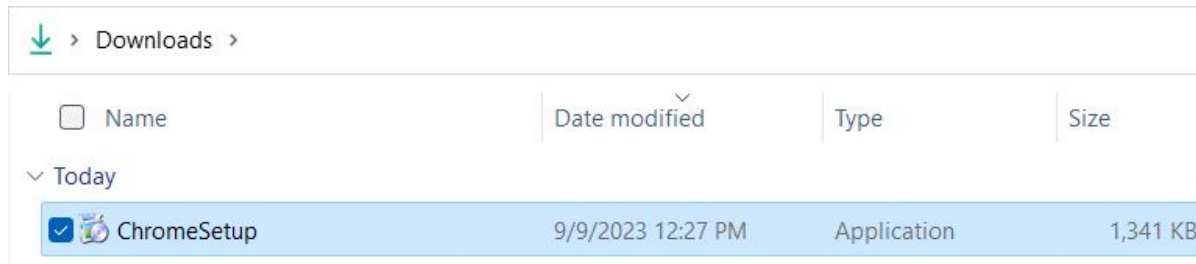 Downloads
Name Date modified Type Size
Today
ChromeSetup 9/9/2023 12:27 PM Application 1,341 KB